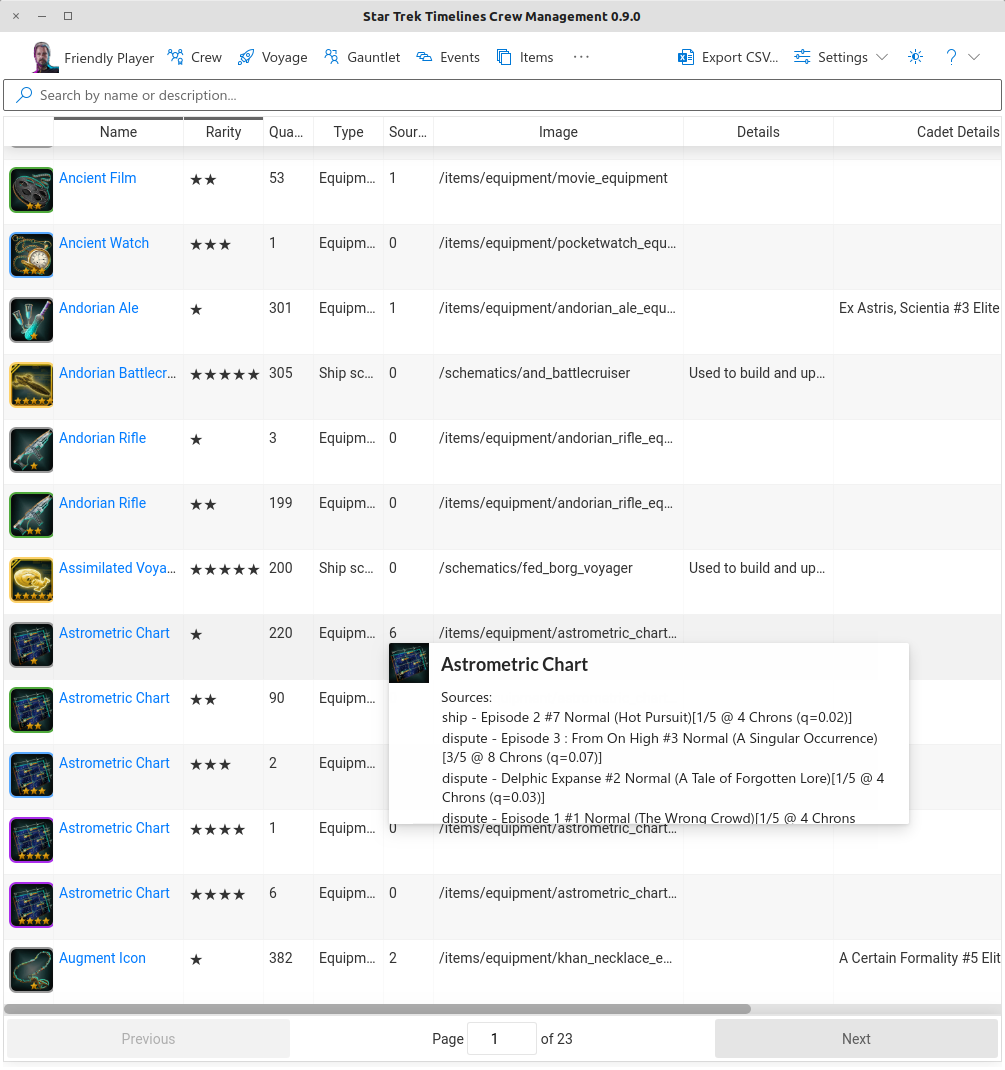 Star Trek Timelines Crew Management 0.9.0
Friendly Player Crew Voyage Gauntlet Events Items ... Export CSV... Settings ?
Search by name or description...
Name Rarity Qua... Type Sour... Image Details Cadet Details
Ancient Film ★★ 53 Equipm... 1 /items/equipment/movie_equipment
Ancient Watch ★★★ 1 Equipm... 0 /items/equipment/pocketwatch_equ...
Andorian Ale ★ 301 Equipm... 1 /items/equipment/andorian_ale_equ... Ex Astris, Scientia #3 Elite
Andorian Battlecr... ★★★★★ 305 Ship sc... 0 /schematics/and_battlecruiser Used to build and up...
Andorian Rifle ★ 3 Equipm... 0 /items/equipment/andorian_rifle_eq...
Andorian Rifle ★★ 199 Equipm... 0 /items/equipment/andorian_rifle_eq...
Assimilated Voya... ★★★★★ 200 Ship sc... 0 /schematics/fed_borg_voyager Used to build and up...
Astrometric Chart ★ 220 Equipm... 6 /items/equipment/astrometric_chart...
Astrometric Chart
Sources:
Astrometric Chart ★★ 90 Equipm...
ship - Episode 2 #7 Normal (Hot Pursuit)[1/5 @ 4 Chrons (q=0.02)]
dispute - Episode 3 : From On High #3 Normal (A Singular Occurrence)
[3/5 @ 8 Chrons (q=0.07)]
Astrometric Chart ★★★ 2 Equipm...
dispute - Delphic Expanse #2 Normal (A Tale of Forgotten Lore)[1/5 @ 4
Chrons (q=0.03)]
dispute - Episode 1 #1 Normal (The Wrong Crowd)[1/5 @ 4 Chrons
Astrometric Chart ★★★★ 1 Equipm... 0 /items/equipment/astrometric_chart...
Astrometric Chart ★★★★ 6 Equipm... 0 /items/equipment/astrometric_chart...
Augment Icon ★ 382 Equipm... 2 /items/equipment/khan_necklace_e... A Certain Formality #5 Elit
Previous Page 1 of 23 Next